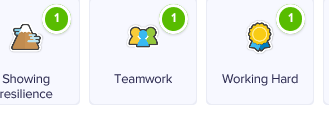 1
1
1
Showing
resilience
Teamwork
Working Hard